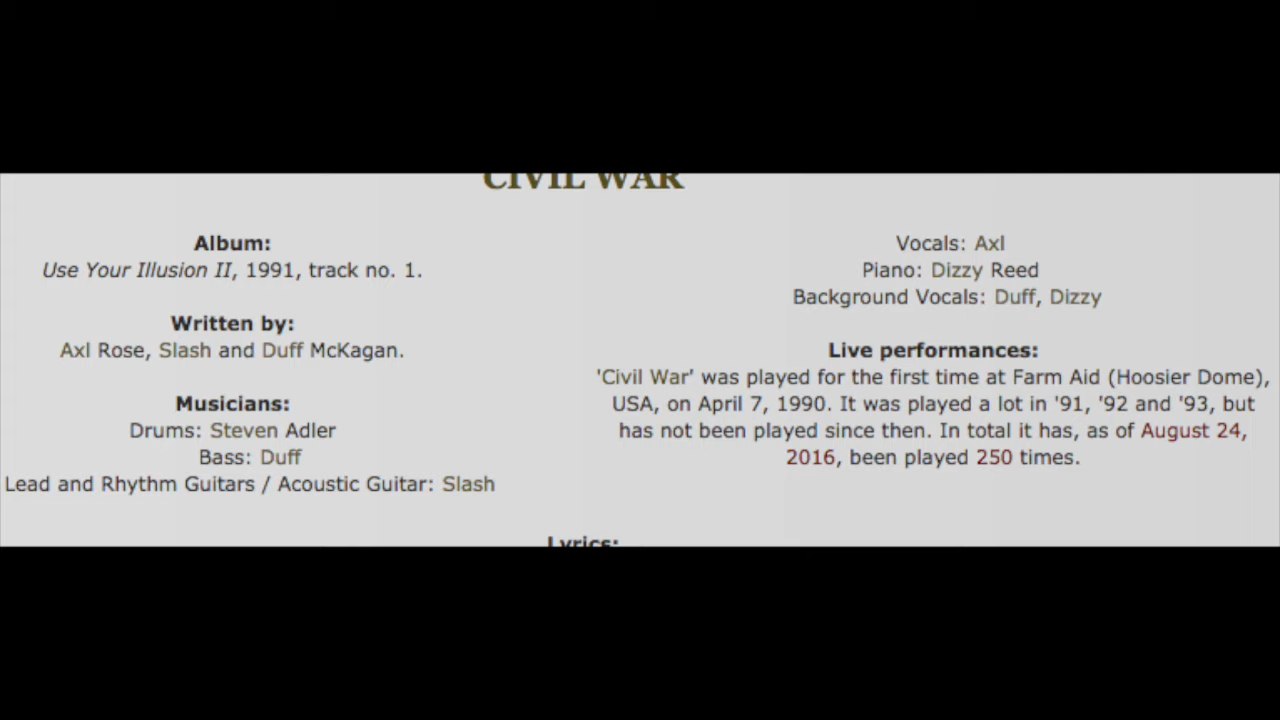 CIVIL WAR
Album:
Use Your Illusion II, 1991, track no. 1.
Written by:
Axl Rose, Slash and Duff McKagan.
Musicians:
Drums: Steven Adler
Bass: Duff
Lead and Rhythm Guitars / Acoustic Guitar: Slash
Vocals: Axl
Piano: Dizzy Reed
Background Vocals: Duff, Dizzy
Live performances:
'Civil War' was played for the first time at Farm Aid (Hoosier Dome),
USA, on April 7, 1990. It was played a lot in '91, '92 and '93, but
has not been played since then. In total it has, as of August 24,
2016, been played 250 times.
Lyrics: